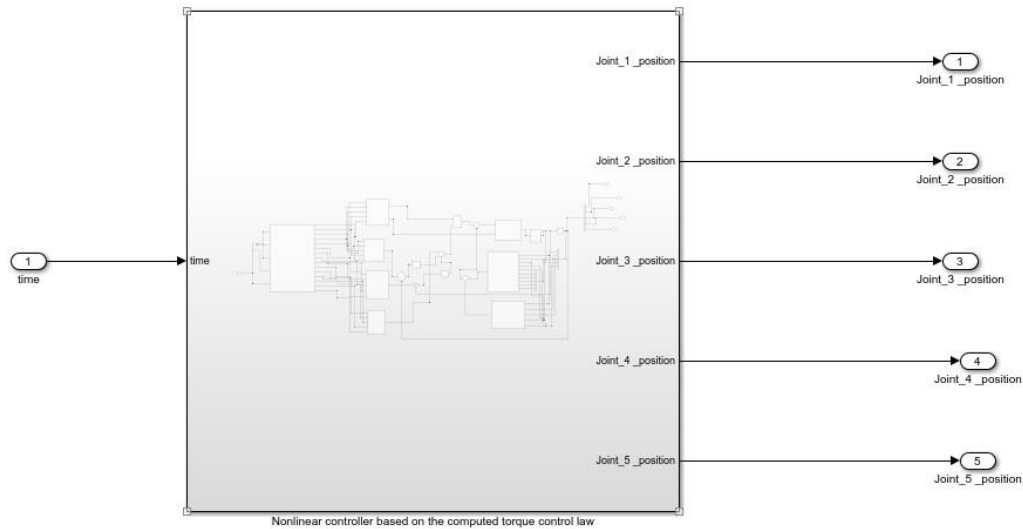 Joint_1 _position
1
Joint_1 _position
Joint_2 _position
2
Joint_2 _position
1
time
time
Joint_3 _position
3
Joint_3 _position
Joint_4 _position
4
Joint_4 _position
Joint_5 _position
5
Joint_5 _position
Nonlinear controller based on the computed torque control law